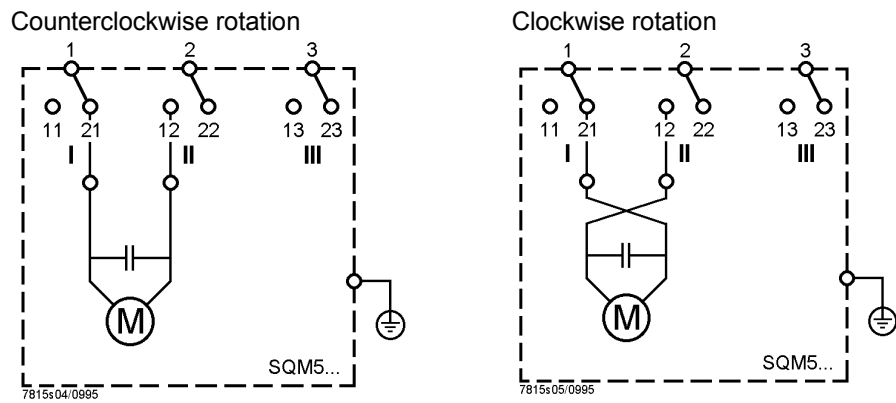 Counterclockwise rotation
1 2 3
11 21 12 22 13 23
I II III
M
SQM5...
7815s04/0995
Clockwise rotation
1 2 3
11 21 12 22 13 23
I II III
M
SQM5...
7815s05/0995